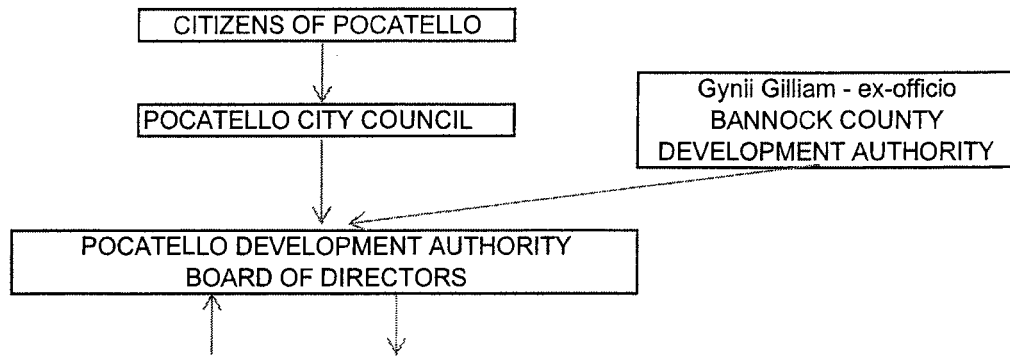 CITIZENS OF POCATELLO
POCATELLO CITY COUNCIL
Gynii Gilliam - ex-officio
BANNOCK COUNTY
DEVELOPMENT AUTHORITY
POCATELLO DEVELOPMENT AUTHORITY
BOARD OF DIRECTORS